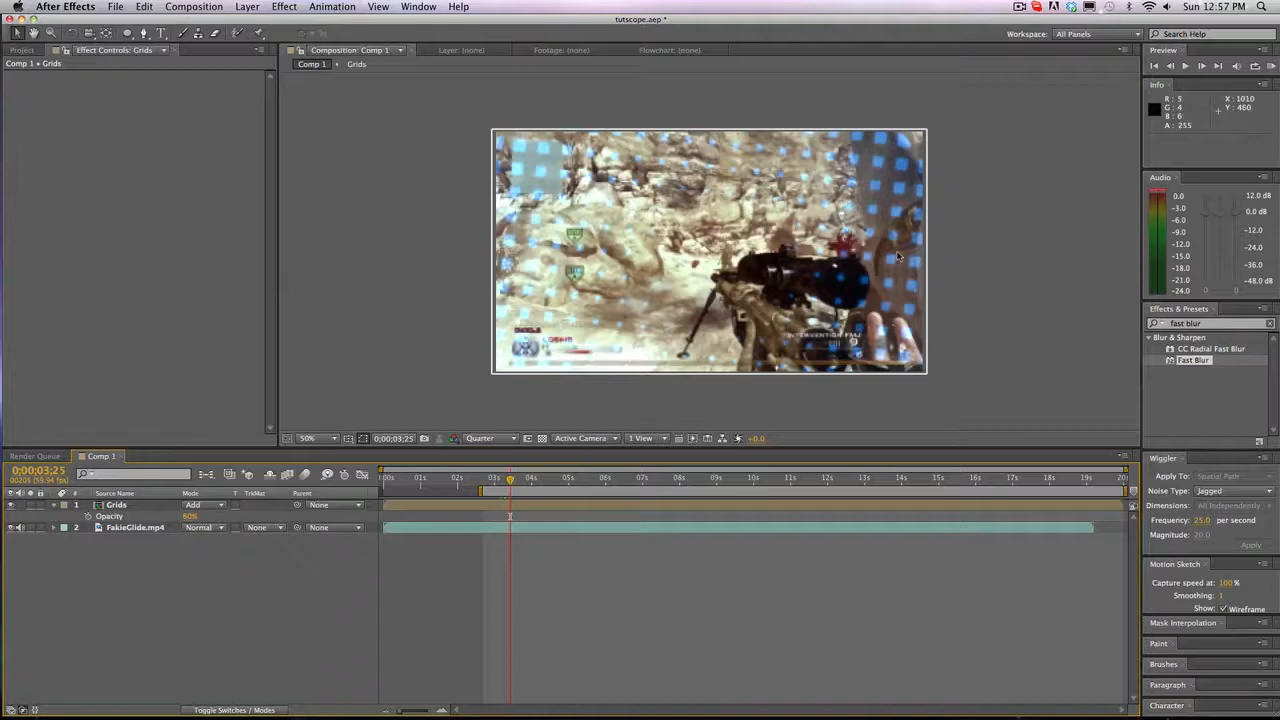 After Effects File Edit Composition Layer Effect Animation View Window Help Sun 12:57 PM
tutscope.aep *
Workspace: All Panels Search Help
Project Effect Controls: Grids Composition: Comp 1 Layer: (none) Footage: (none) Flowchart: (none) Preview
Comp 1 • Grids Comp 1 Grids
Info
R: 5 X: 1010
G: 4 Y: 460
B: 6
A: 255
Audio
0.0 12.0 dB
-3.0 0.0 dB
-6.0
-9.0 -12.0
-12.0
-15.0 -24.0
-18.0
-21.0 -36.0
-24.0 -48.0 dB
0 0
Effects & Presets
fast blur
Blur & Sharpen
CC Radial Fast Blur
Fast Blur
INTERVENTION FMJ
50% 0;00;03;25 Quarter Active Camera 1 View +0.0
Render Queue Comp 1
0;00;03;25
00205 (59.94 fps)
:00s 01s 02s 03s 04s 05s 06s 07s 08s 09s 10s 11s 12s 13s 14s 15s 16s 17s 18s 19s 20s
# Source Name Mode T TrkMat Parent
1 Grids Add None
Opacity 60%
2 FakieGlide.mp4 Normal None None
Wiggler
Apply To: Spatial Path
Noise Type: Jagged
Dimensions: All Independently
Frequency: 25.0 per second
Magnitude: 20.0
Apply
Motion Sketch
Capture speed at: 100 %
Smoothing: 1
Show: Wireframe
Mask Interpolation
Paint
Brushes
Paragraph
Character
Toggle Switches / Modes